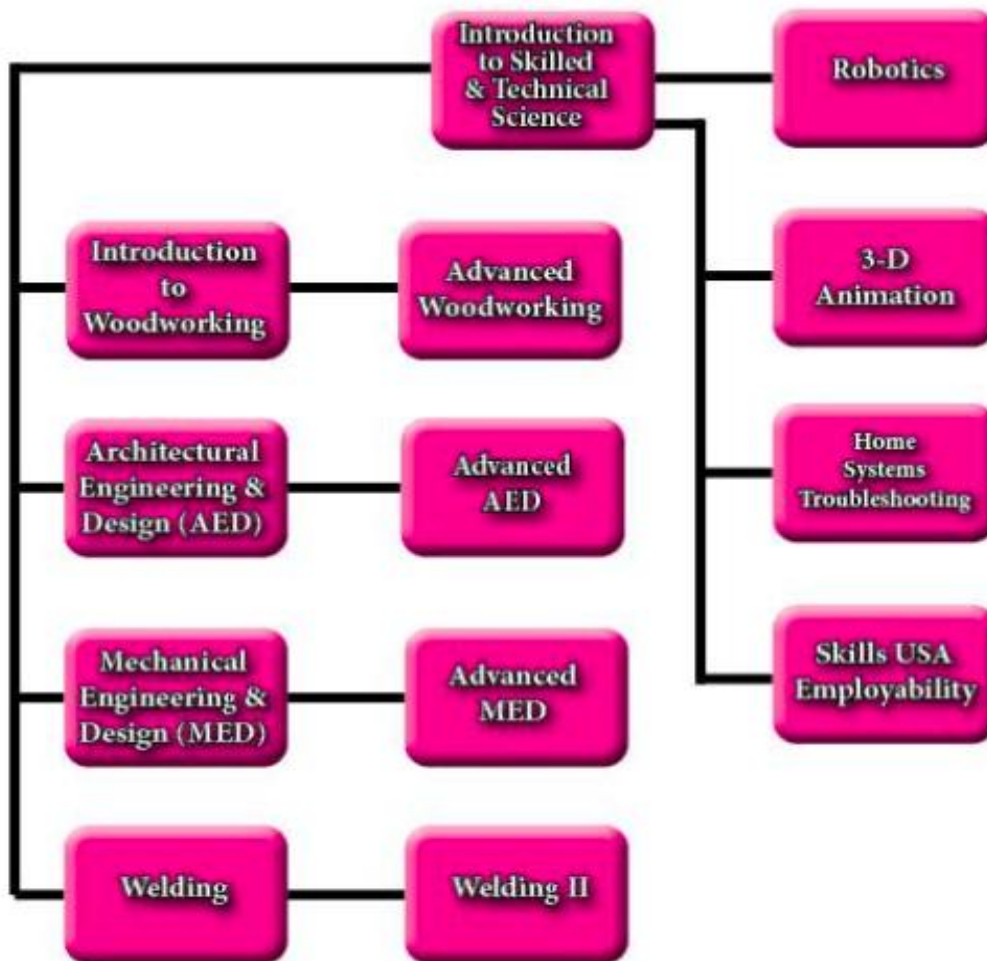 Introduction
to Skilled
& Technical
Science
Robotics
Introduction
to
Woodworking
Advanced
Woodworking
3-D
Animation
Architectural
Engineering &
Design (AED)
Advanced
AED
Home
Systems
Troubleshooting
Mechanical
Engineering &
Design (MED)
Advanced
MED
Skills USA
Employability
Welding
Welding II